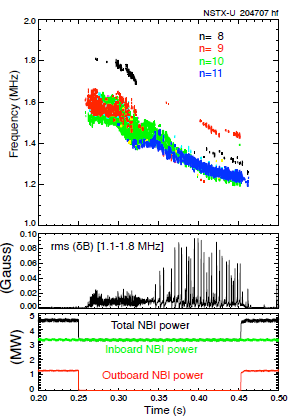 NSTX-U 204707 hf
2.0
1.8
1.6
1.4
1.2
1.0
Frequency (MHz)
n= 8
n= 9
n=10
n=11
0.10
0.08
0.06
0.04
0.02
0.00
(Gauss)
rms (δB) [1.1-1.8 MHz]
5
4
3
2
1
0
(MW)
Total NBI power
Inboard NBI power
Outboard NBI power
0.20 0.25 0.30 0.35 0.40 0.45 0.50
Time (s)